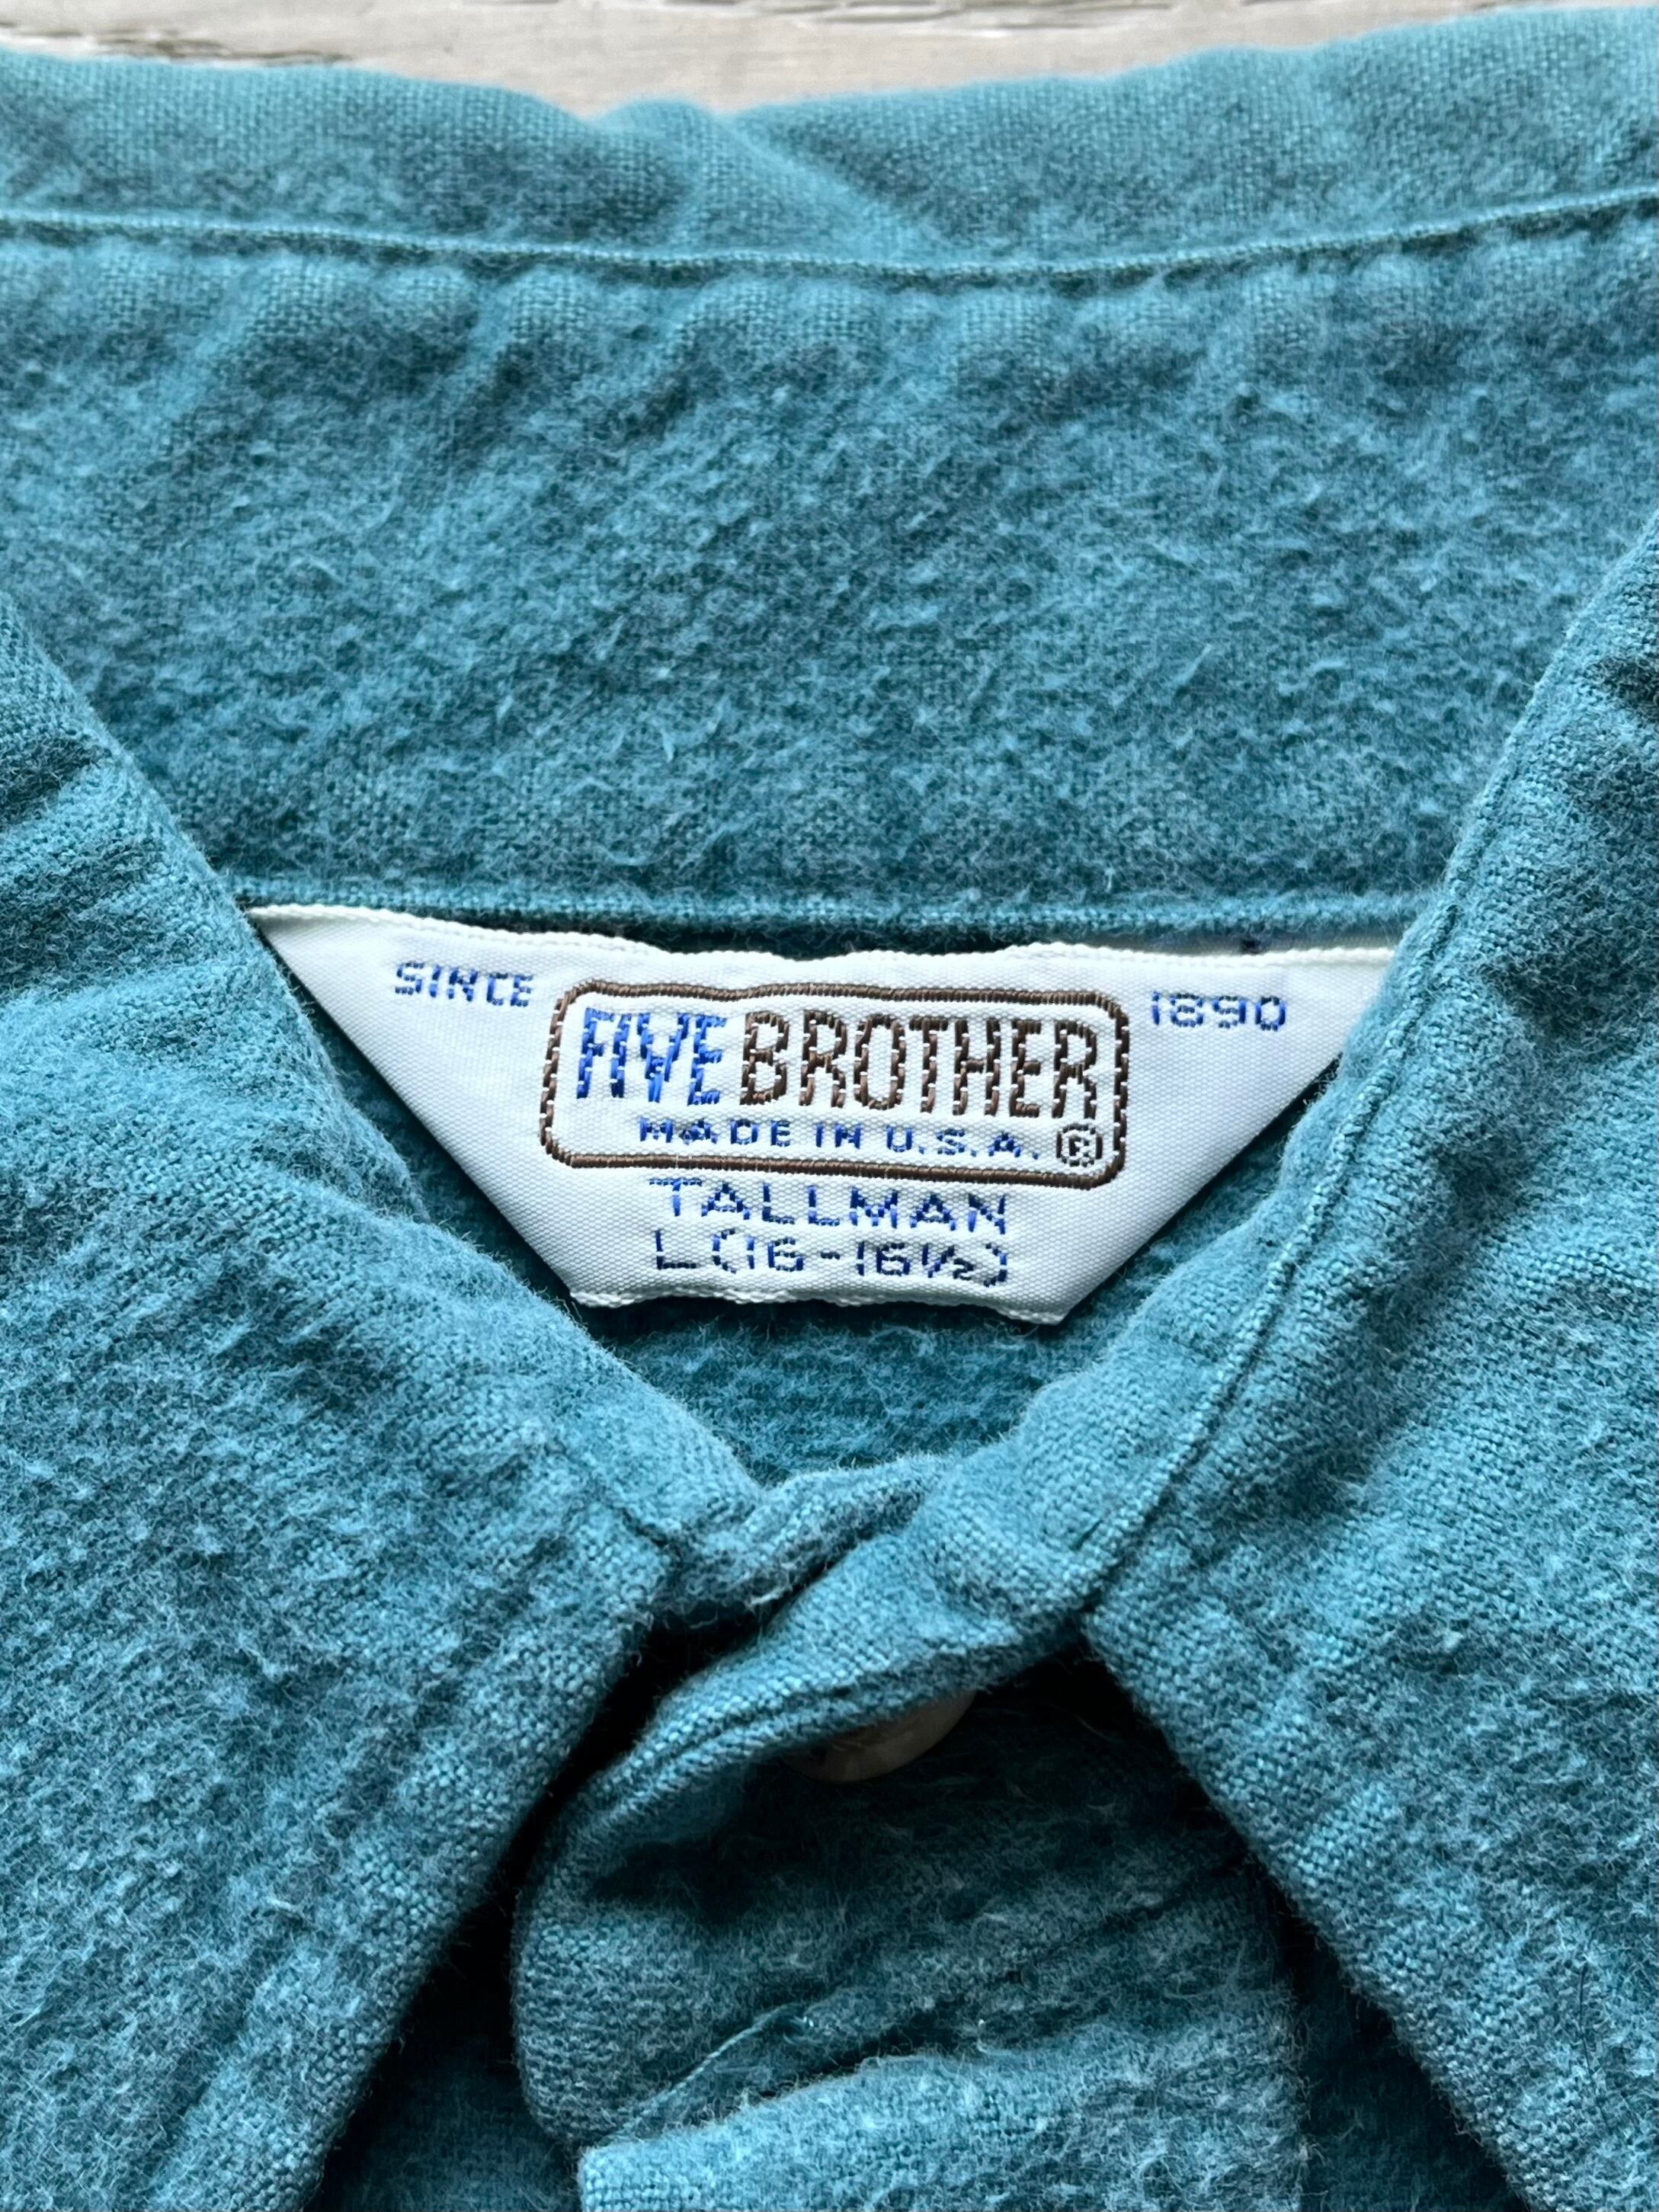 SINCE 1890
FIVE BROTHER
MADE IN U.S.A. ®
TALLMAN
L(16-16½)